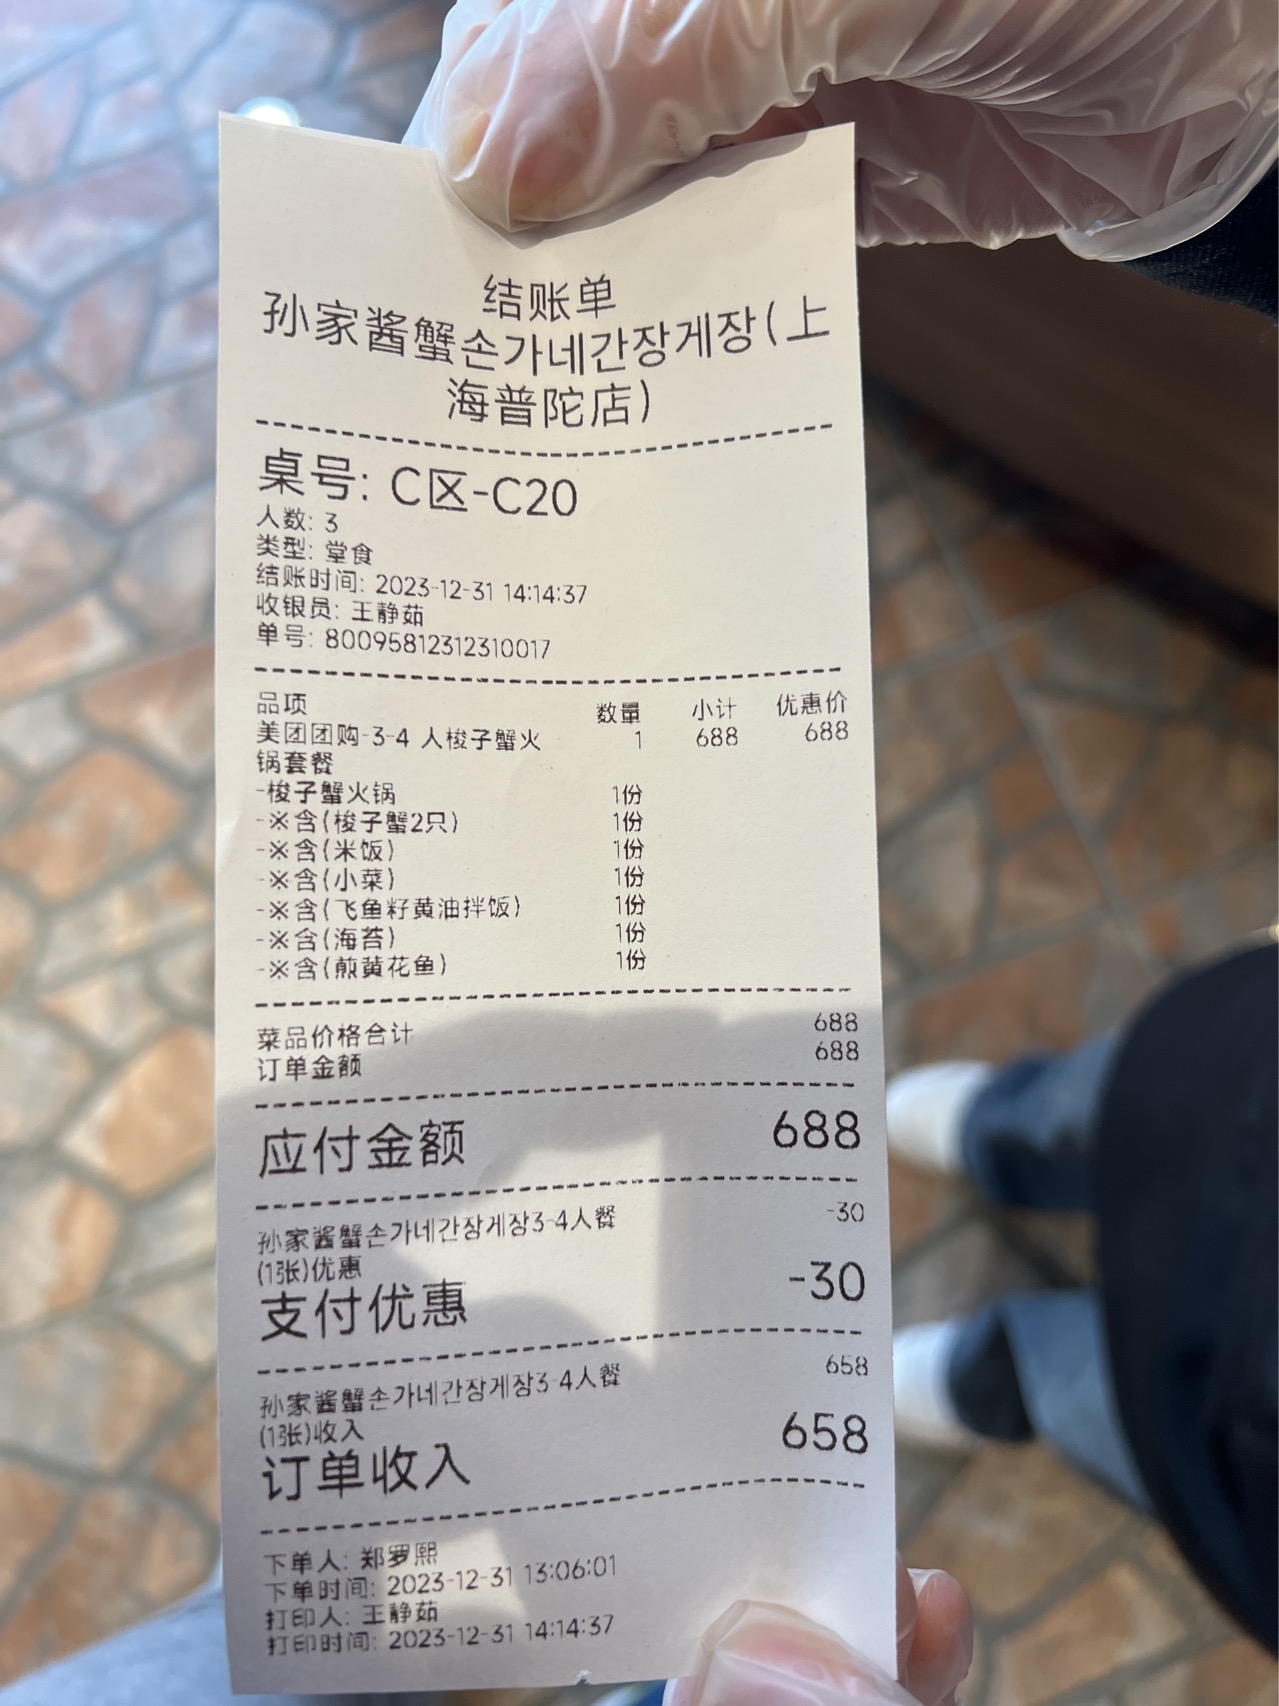 结账单
孙家酱蟹손가네간장게장(上
海普陀店)
桌号: C区-C20
人数: 3
类型: 堂食
结账时间: 2023-12-31 14:14:37
收银员: 王静茹
单号: 80095812312310017
品项 数量 小计 优惠价
美团团购-3-4 人梭子蟹火 1 688 688
锅套餐
-梭子蟹火锅 1份
-※含(梭子蟹2只) 1份
-※含(米饭) 1份
-※含(小菜) 1份
-※含(飞鱼籽黄油拌饭) 1份
-※含(海苔) 1份
-※含(煎黄花鱼) 1份
菜品价格合计 688
订单金额 688
应付金额 688
孙家酱蟹손가네간장게장3-4人餐 -30
(1张)优惠
支付优惠 -30
孙家酱蟹손가네간장게장3-4人餐 658
(1张)收入
订单收入 658
下单人: 郑罗熙
下单时间: 2023-12-31 13:06:01
打印人: 王静茹
打印时间: 2023-12-31 14:14:37